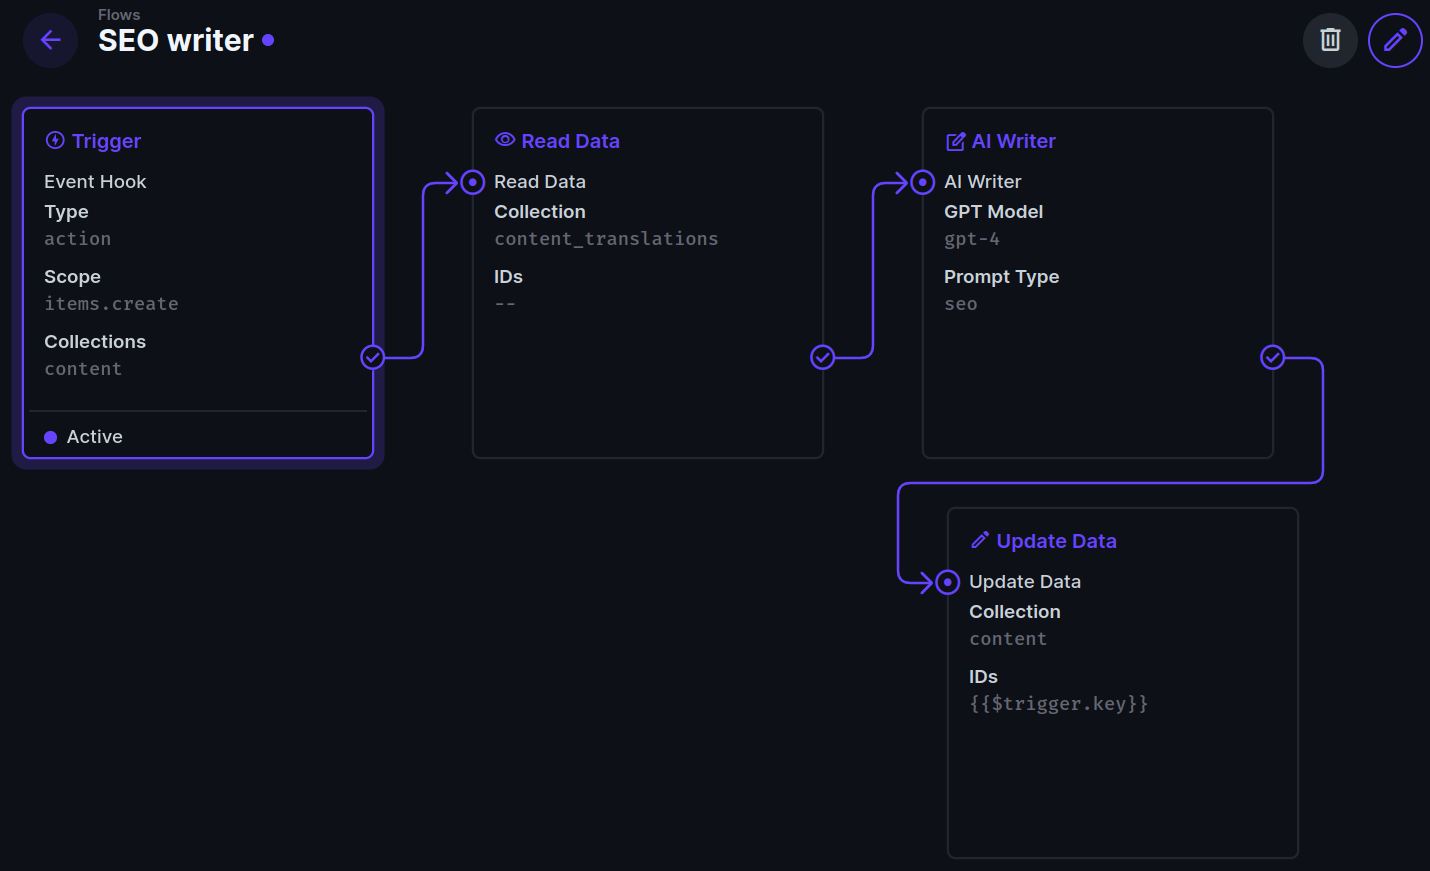 Flows
SEO writer
Trigger
Event Hook
Type
action
Scope
items.create
Collections
content
Active
Read Data
Read Data
Collection
content_translations
IDs
--
AI Writer
AI Writer
GPT Model
gpt-4
Prompt Type
seo
Update Data
Update Data
Collection
content
IDs
{{$trigger.key}}